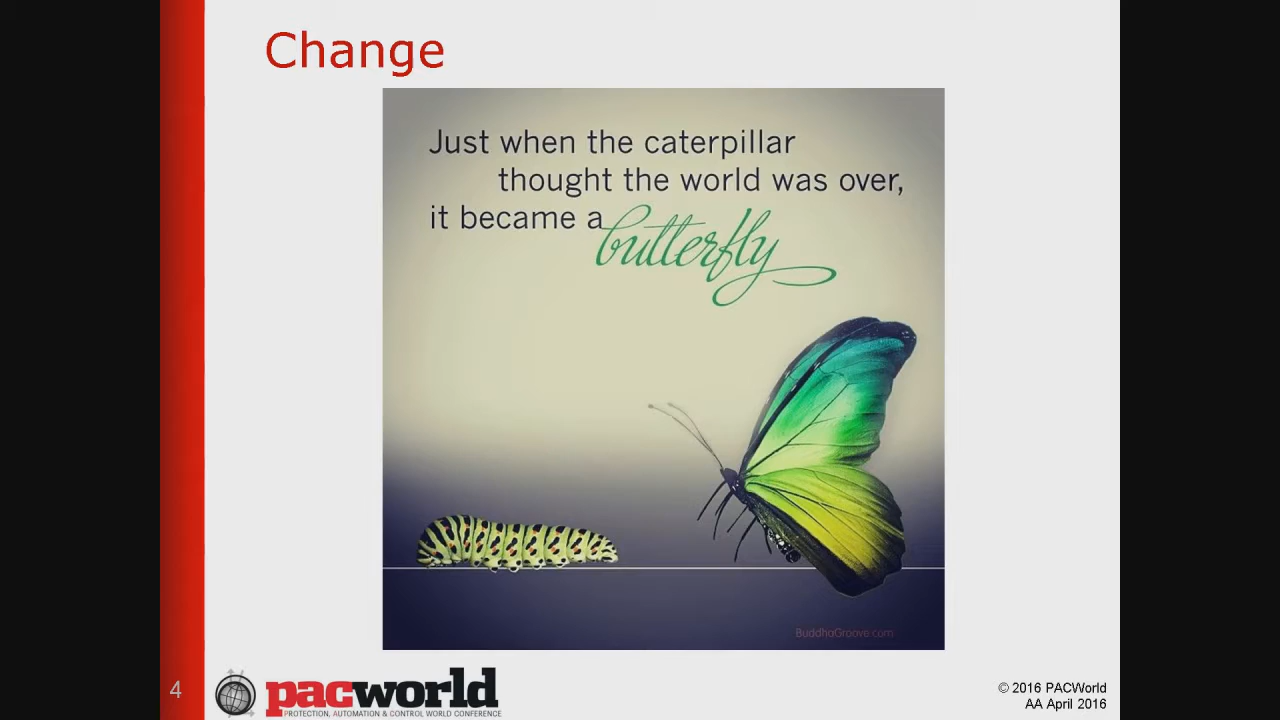 Change
Just when the caterpillar
thought the world was over,
it became a butterfly
BuddhaGroove.com
4
pacworld
PROTECTION, AUTOMATION & CONTROL WORLD CONFERENCE
© 2016 PACWorld
AA April 2016